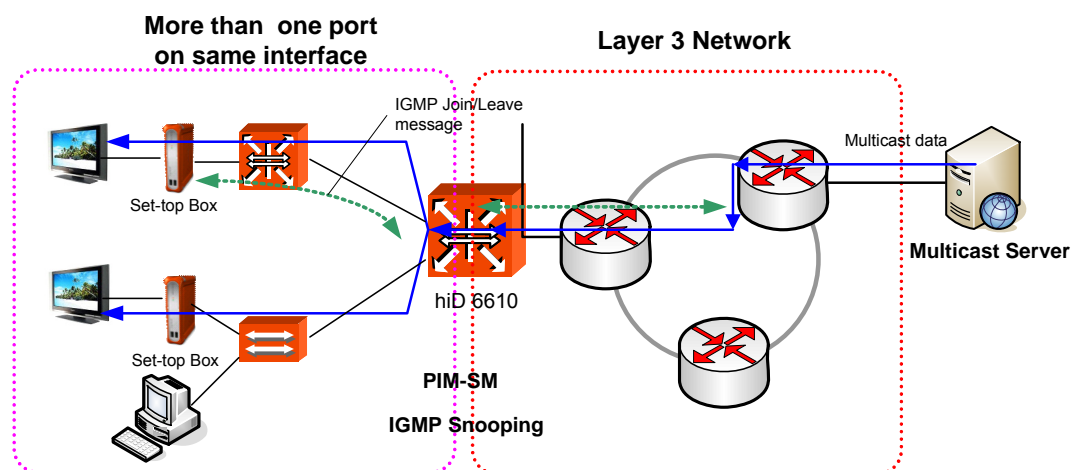 More than one port
on same interface
Layer 3 Network
IGMP Join/Leave
message
Multicast data
Set-top Box
Multicast Server
hiD 6610
Set-top Box
PIM-SM
IGMP Snooping